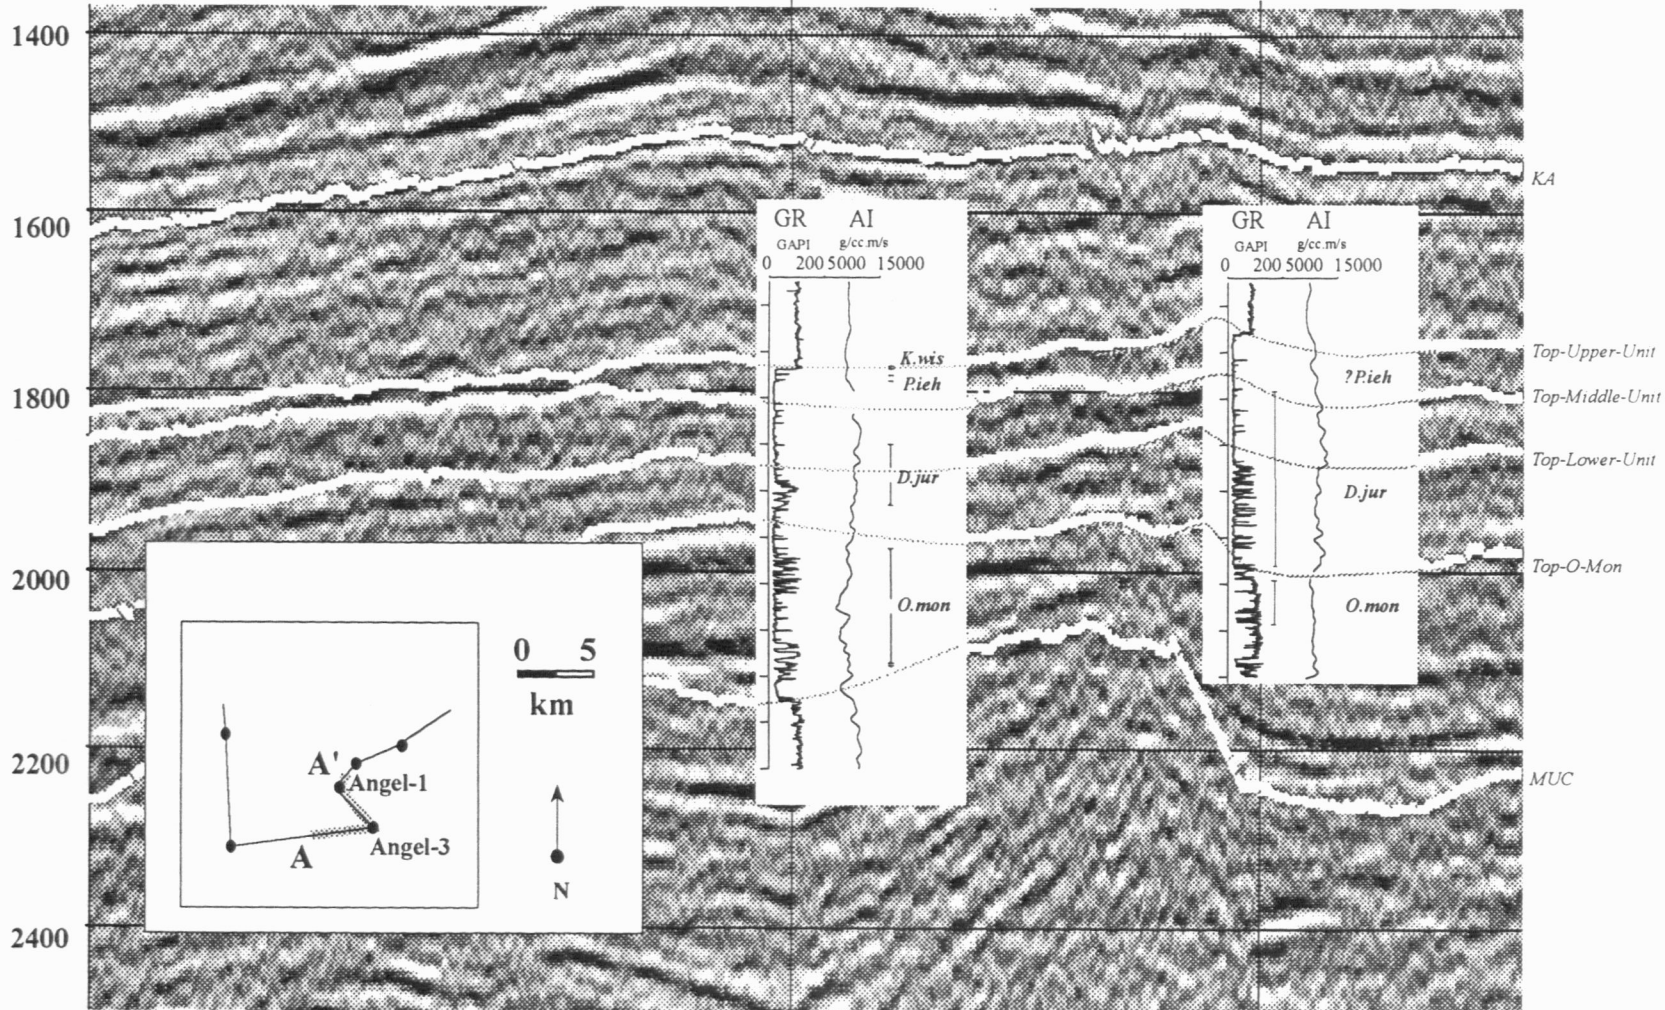 1400
1600
1800
2000
2200
2400
KA
Top-Upper-Unit
Top-Middle-Unit
Top-Lower-Unit
Top-O-Mon
MUC
GR AI
GAPI g/cc.m/s
0 200 5000 15000
K.wis
P.ieh
D.jur
O.mon
GR AI
GAPI g/cc.m/s
0 200 5000 15000
?P.ieh
D.jur
O.mon
0 5
km
A'
Angel-1
A
Angel-3
N